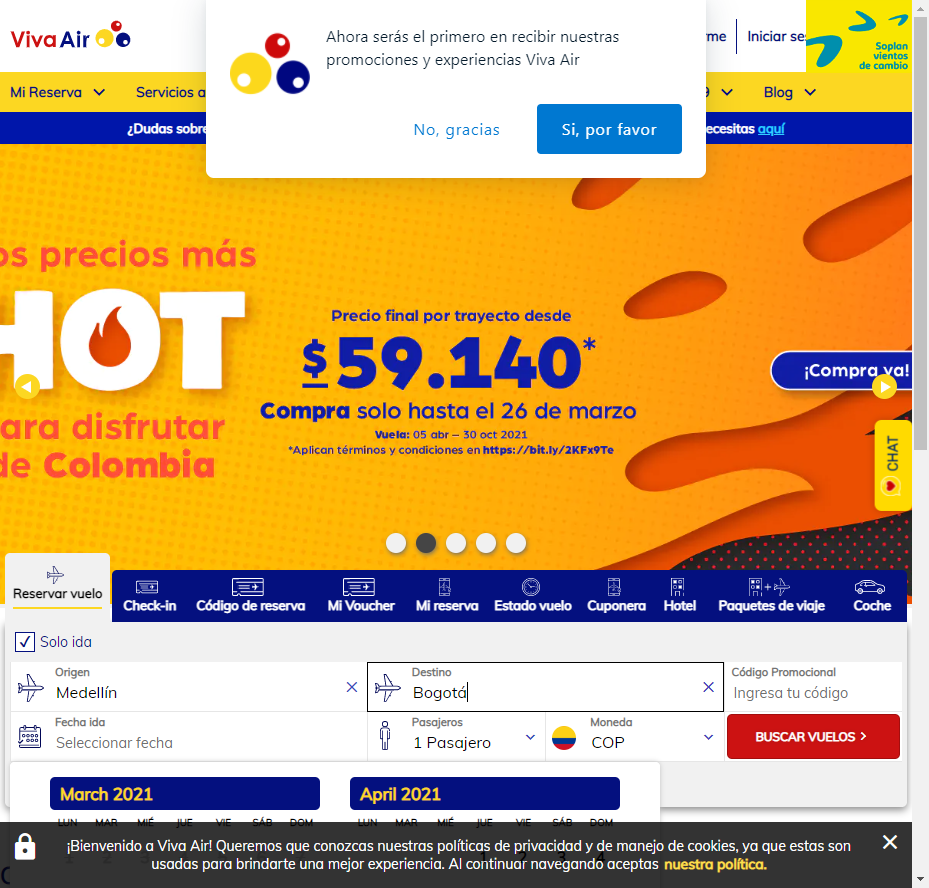 Viva Air
Ahora serás el primero en recibir nuestras
promociones y experiencias Viva Air
No, gracias
Si, por favor
Iniciar
Soplan
vientos
de cambio
Mi Reserva
Servicios
Blog
¿Dudas sobre
aquí
precios más
HOT
para disfrutar
de Colombia
Precio final por trayecto desde
$59.140*
Compra solo hasta el 26 de marzo
Vuela: 05 abr – 30 oct 2021
*Aplican términos y condiciones en https://bit.ly/2KFx9Te
¡Compra ya!
CHAT
Reservar vuelo
Check-in
Código de reserva
Mi Voucher
Mi reserva
Estado vuelo
Cuponera
Hotel
Paquetes de viaje
Coche
Solo ida
Origen
Medellín
Destino
Bogotá
Código Promocional
Ingresa tu código
Fecha ida
Seleccionar fecha
Pasajeros
1 Pasajero
Moneda
COP
BUSCAR VUELOS >
March 2021
April 2021
LUN MAR MIÉ JUE VIE SÁB DOM
LUN MAR MIÉ JUE VIE SÁB DOM
¡Bienvenido a Viva Air! Queremos que conozcas nuestras políticas de privacidad y de manejo de cookies, ya que estas son
usadas para brindarte una mejor experiencia. Al continuar navegando aceptas nuestra política.